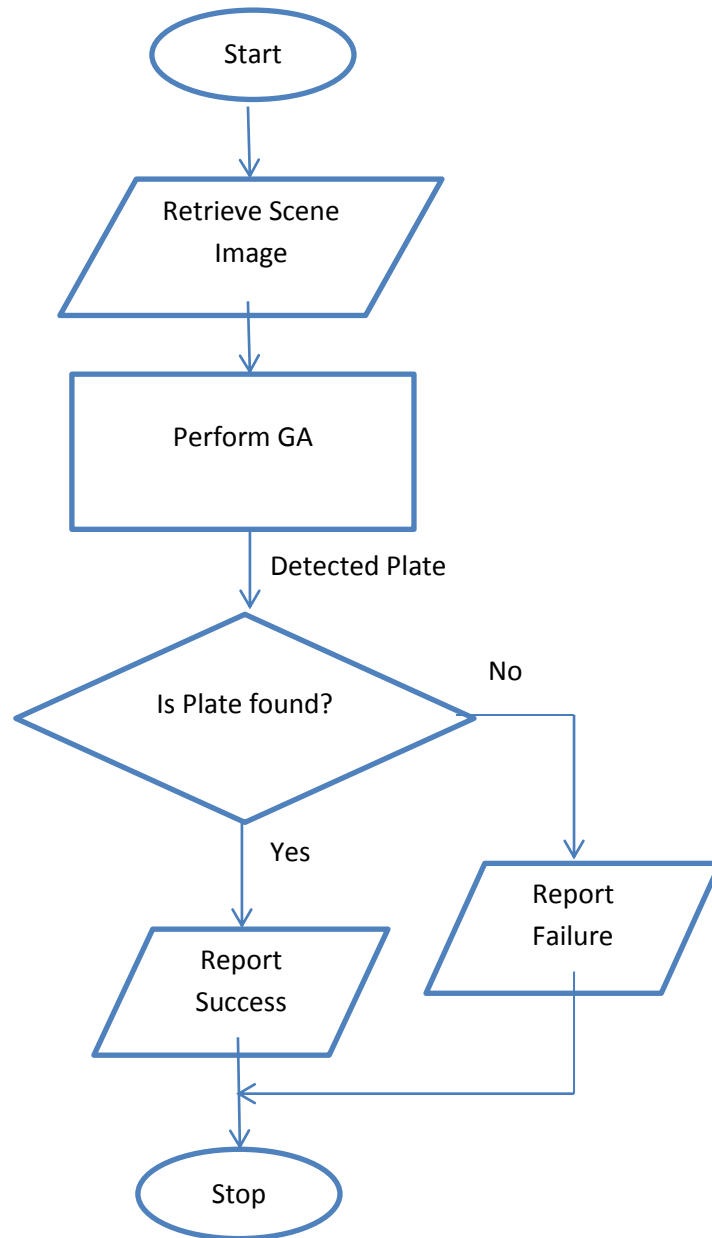 Start
Retrieve Scene
Image
Perform GA
Detected Plate
Is Plate found?
No
Yes
Report
Failure
Report
Success
Stop